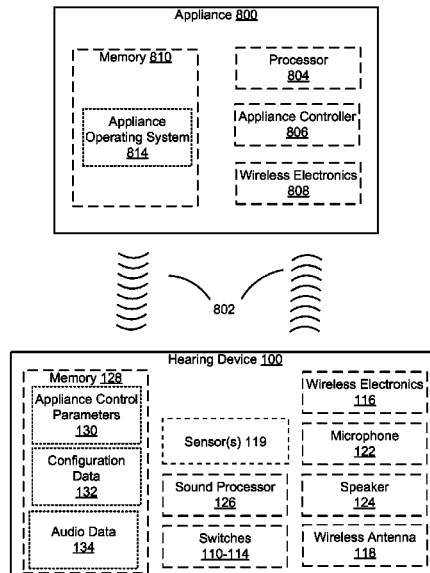 Appliance 800
Memory 810
Appliance
Operating System
814
Processor
804
Appliance Controller
806
Wireless Electronics
808
802
Hearing Device 100
Memory 128
Appliance Control
Parameters
130
Configuration
Data
132
Audio Data
134
Sensor(s) 119
Sound Processor
126
Switches
110-114
Wireless Electronics
116
Microphone
122
Speaker
124
Wireless Antenna
118